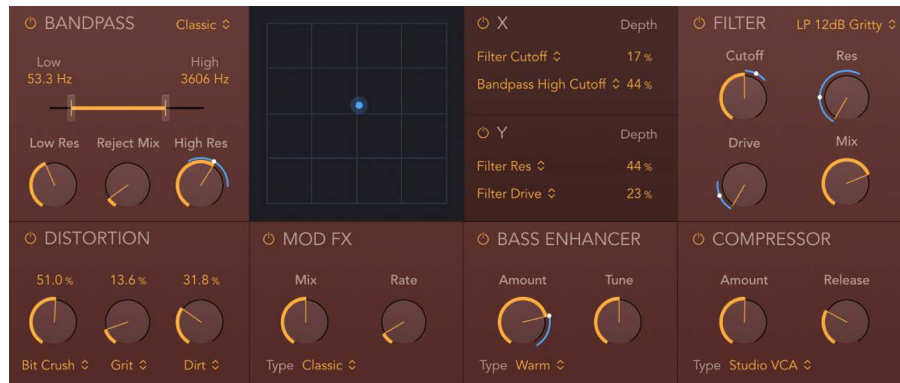 BANDPASS
Classic
Low
High
53.3 Hz
3606 Hz
Low Res
Reject Mix
High Res
X
Depth
Filter Cutoff
17 %
Bandpass High Cutoff
44 %
Y
Depth
Filter Res
44 %
Filter Drive
23 %
FILTER
LP 12dB Gritty
Cutoff
Res
Drive
Mix
DISTORTION
51.0 %
13.6 %
31.8 %
Bit Crush
Grit
Dirt
MOD FX
Mix
Rate
Type Classic
BASS ENHANCER
Amount
Tune
Type Warm
COMPRESSOR
Amount
Release
Type Studio VCA